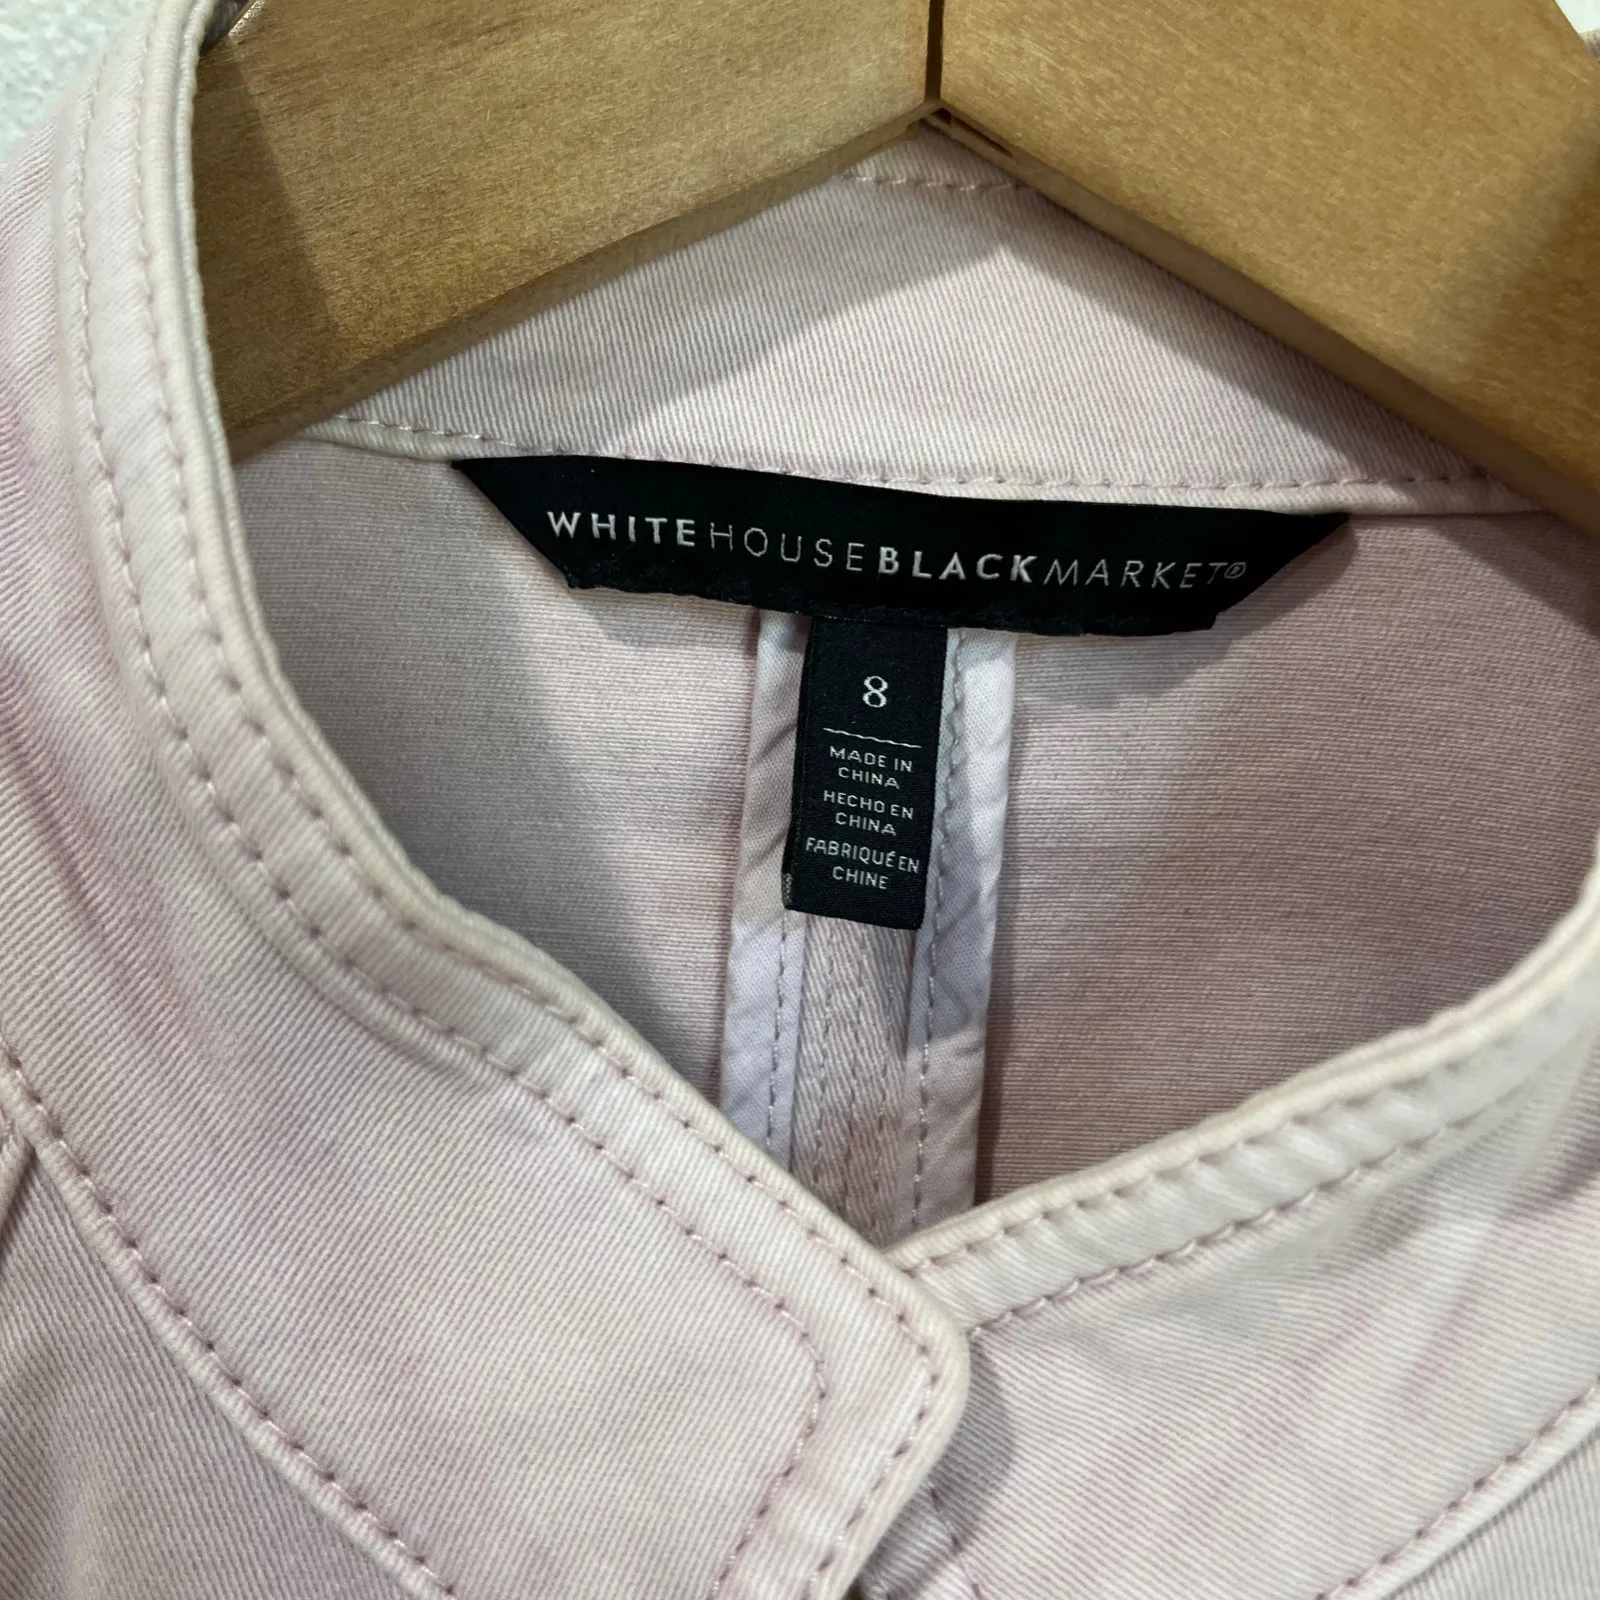 WHITEHOUSEBLACKMARKET®
8
MADE IN
CHINA
HECHO EN
CHINA
FABRIQUÉ EN
CHINE